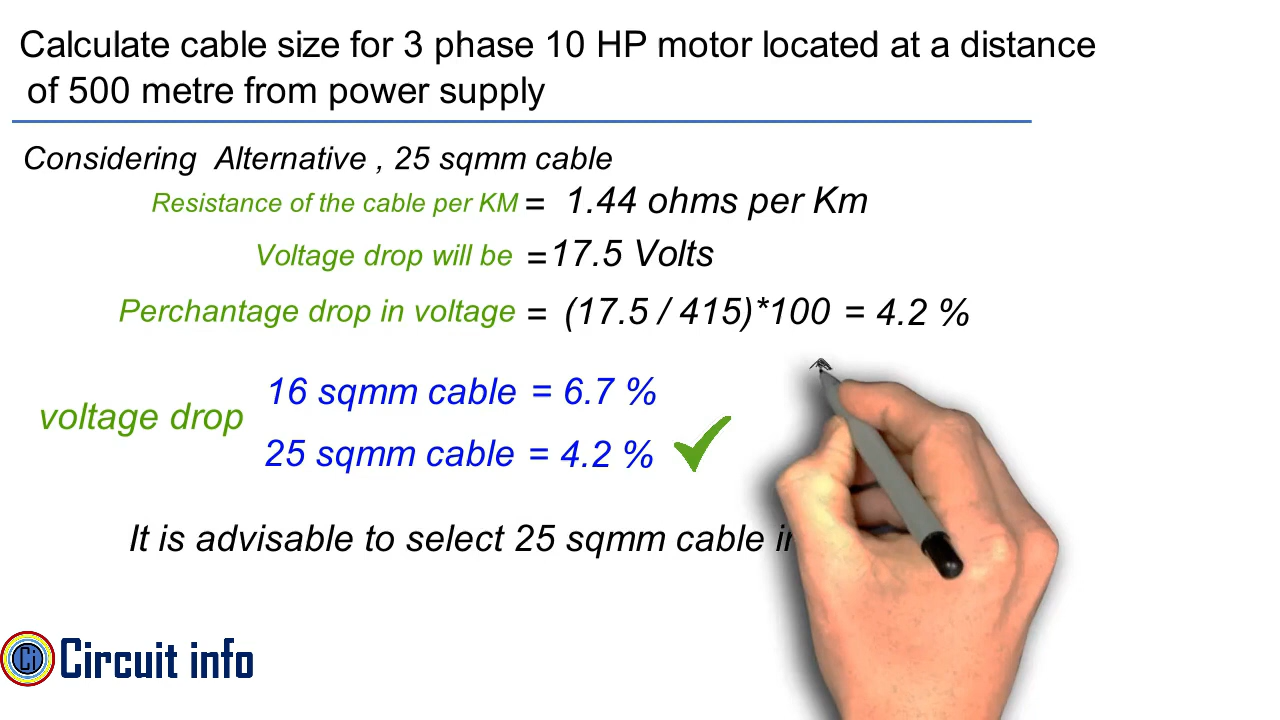 Calculate cable size for 3 phase 10 HP motor located at a distance
of 500 metre from power supply
Considering Alternative , 25 sqmm cable
Resistance of the cable per KM = 1.44 ohms per Km
Voltage drop will be =17.5 Volts
Perchantage drop in voltage = (17.5 / 415)*100 = 4.2 %
voltage drop
16 sqmm cable = 6.7 %
25 sqmm cable = 4.2 %
It is advisable to select 25 sqmm cable
Ci Circuit info